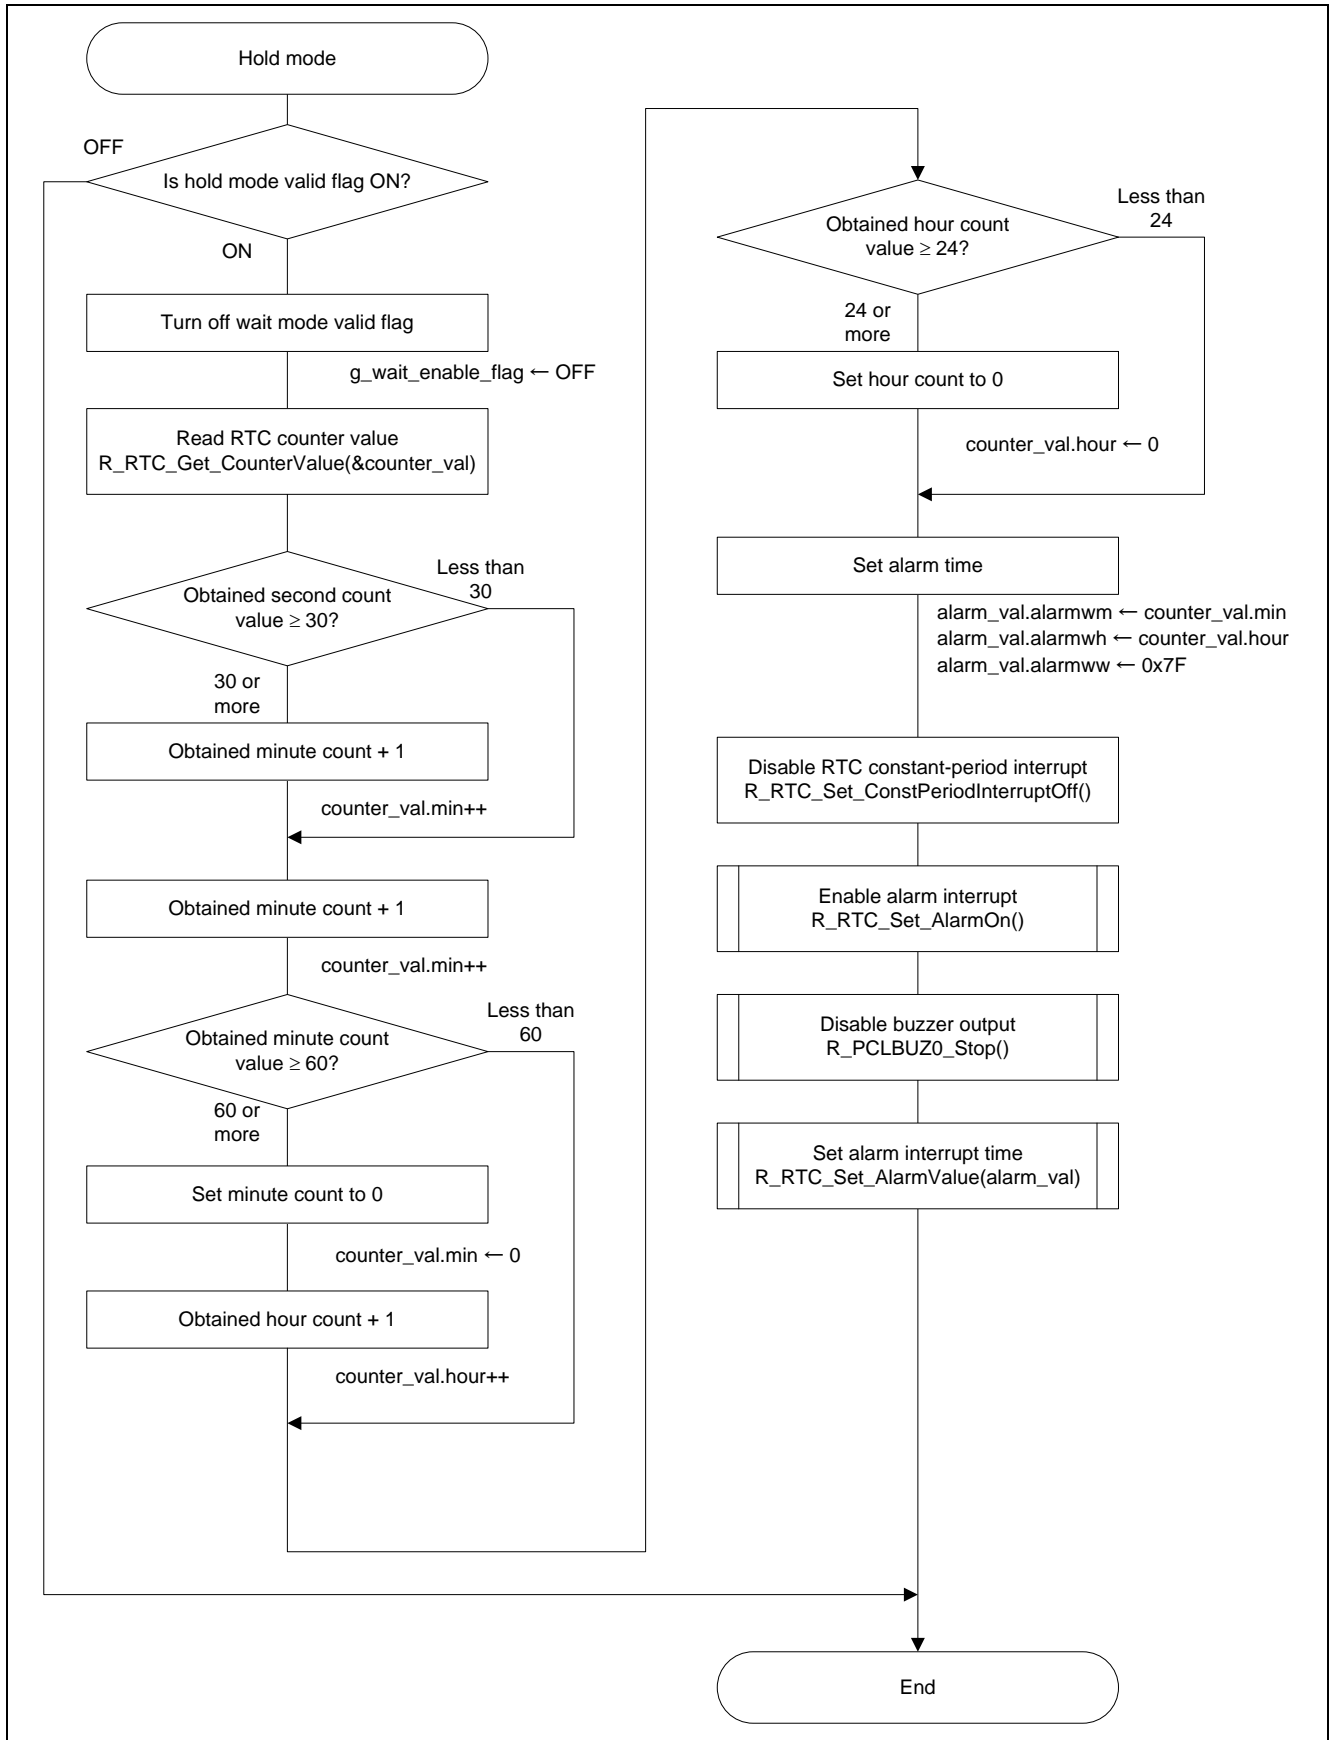 Hold mode
OFF
Is hold mode valid flag ON?
ON
Turn off wait mode valid flag
g_wait_enable_flag ← OFF
Read RTC counter value
R_RTC_Get_CounterValue(&counter_val)
Less than
30
Obtained second count
value ≥ 30?
30 or
more
Obtained minute count + 1
counter_val.min++
Obtained minute count + 1
counter_val.min++
Less than
60
Obtained minute count
value ≥ 60?
60 or
more
Set minute count to 0
counter_val.min ← 0
Obtained hour count + 1
counter_val.hour++
Less than
24
Obtained hour count
value ≥ 24?
24 or
more
Set hour count to 0
counter_val.hour ← 0
Set alarm time
alarm_val.alarmwm ← counter_val.min
alarm_val.alarmwh ← counter_val.hour
alarm_val.alarmww ← 0x7F
Disable RTC constant-period interrupt
R_RTC_Set_ConstPeriodInterruptOff()
Enable alarm interrupt
R_RTC_Set_AlarmOn()
Disable buzzer output
R_PCLBUZ0_Stop()
Set alarm interrupt time
R_RTC_Set_AlarmValue(alarm_val)
End